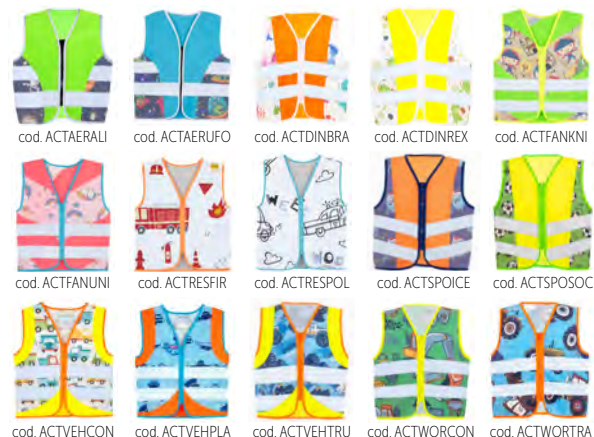 cod. ACTAERALI
cod. ACTAERUFO
cod. ACTDINBRA
cod. ACTDINREX
cod. ACTFANKNI
cod. ACTFANUNI
cod. ACTRESFIR
WEE
cod. ACTRESPOL
cod. ACTSPOICE
cod. ACTSPOSOC
cod. ACTVEHCON
cod. ACTVEHPLA
cod. ACTVEHTRU
cod. ACTWORCON
cod. ACTWORTRA